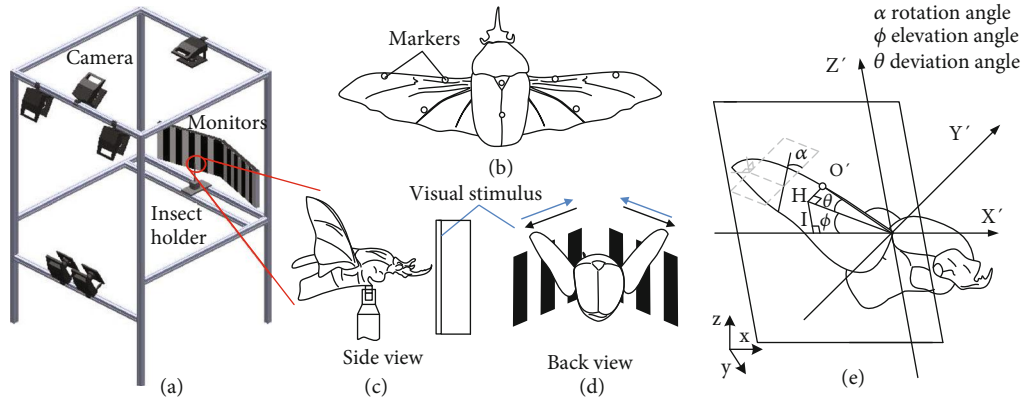 Camera
Monitors
Insect
holder
(a)
Markers
(b)
Visual stimulus
Side view
(c)
Back view
(d)
α rotation angle
ϕ elevation angle
θ deviation angle
Z′
Y′
α
O′
H
θ
I
ϕ
X′
z
x
y
(e)